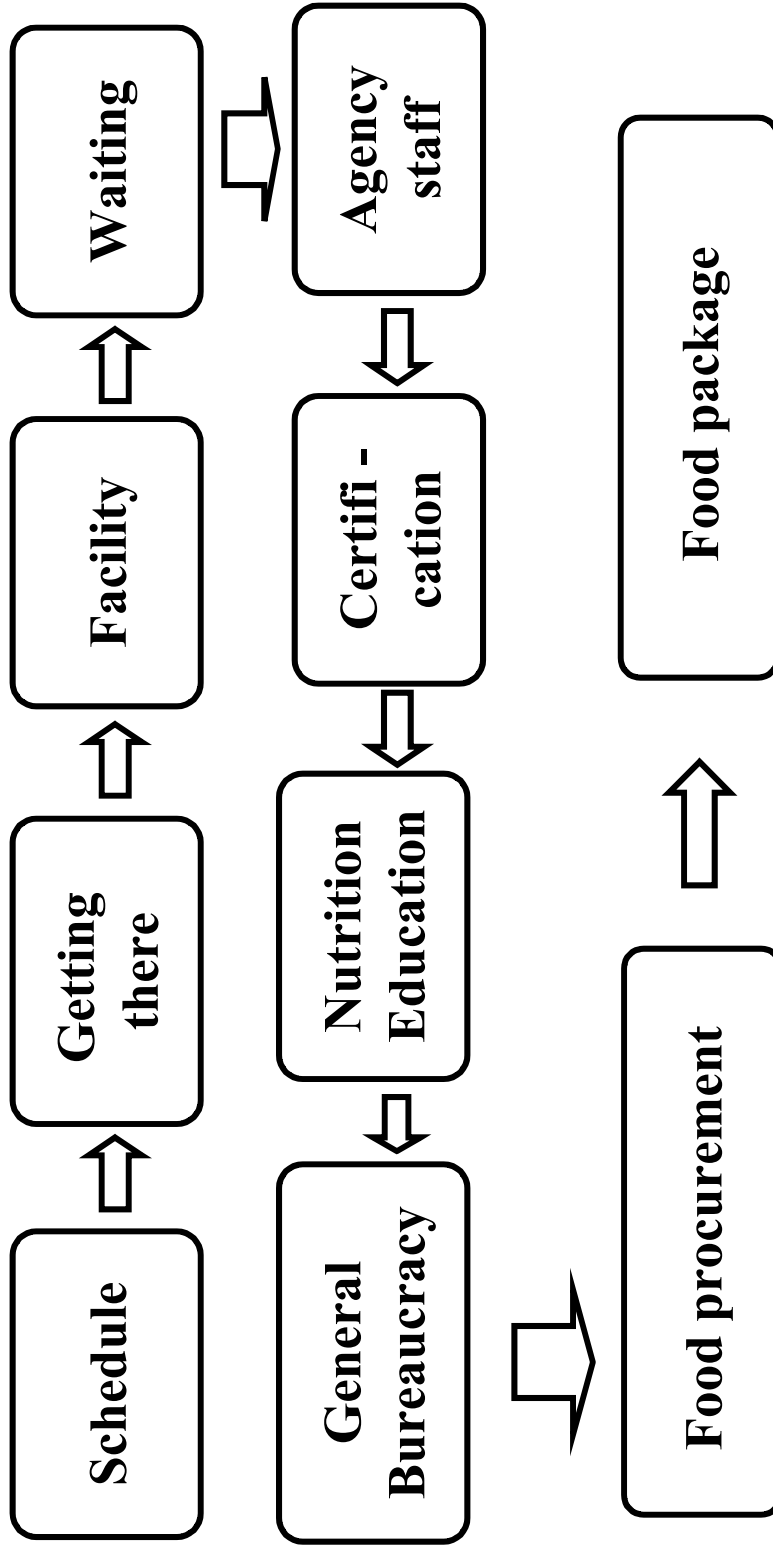 Schedule
Getting
there
Facility
Waiting
Agency
staff
Certifi -
cation
Nutrition
Education
General
Bureaucracy
Food procurement
Food package